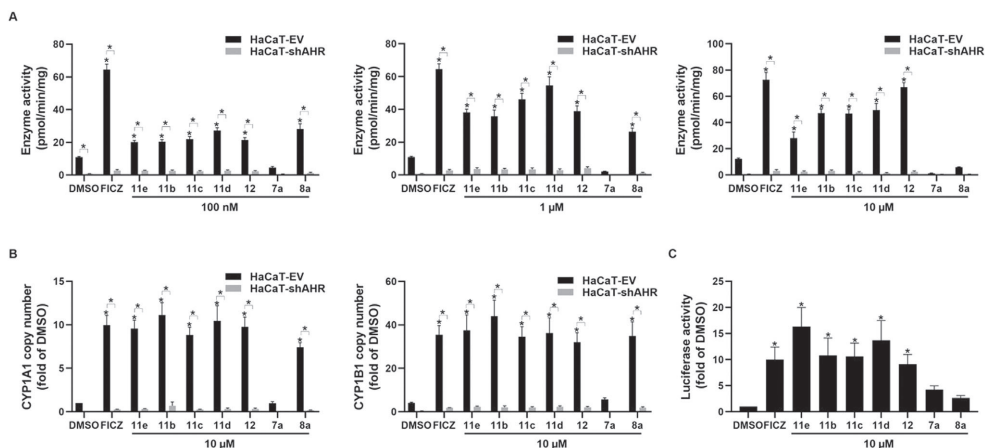 A
HaCaT-EV
HaCaT-shAHR
Enzyme activity
(pmol/min/mg)
80
60
40
20
0
DMSO FICZ 11e 11b 11c 11d 12 7a 8a
100 nM
HaCaT-EV
HaCaT-shAHR
Enzyme activity
(pmol/min/mg)
80
60
40
20
0
DMSO FICZ 11e 11b 11c 11d 12 7a 8a
1 µM
HaCaT-EV
HaCaT-shAHR
Enzyme activity
(pmol/min/mg)
100
80
60
40
20
0
DMSO FICZ 11e 11b 11c 11d 12 7a 8a
10 µM
B
HaCaT-EV
HaCaT-shAHR
CYP1A1 copy number
(fold of DMSO)
15
10
5
0
DMSO FICZ 11e 11b 11c 11d 12 7a 8a
10 µM
HaCaT-EV
HaCaT-shAHR
CYP1B1 copy number
(fold of DMSO)
60
40
20
0
DMSO FICZ 11e 11b 11c 11d 12 7a 8a
10 µM
C
Luciferase activity
(fold of DMSO)
25
20
15
10
5
0
DMSO FICZ 11e 11b 11c 11d 12 7a 8a
10 µM